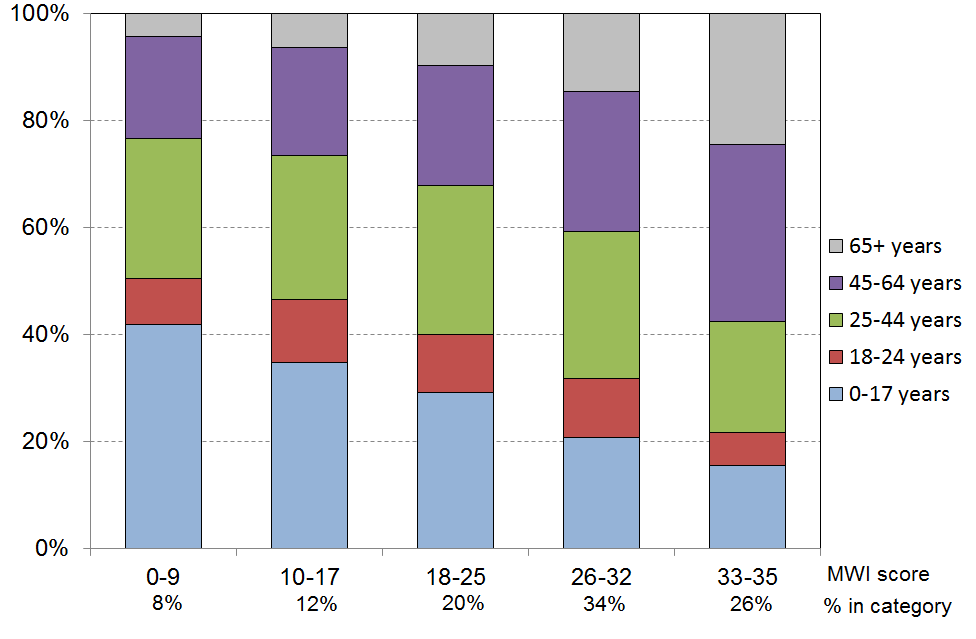 100%
80%
60%
40%
20%
0%
65+ years
45-64 years
25-44 years
18-24 years
0-17 years
0-9 10-17 18-25 26-32 33-35 MWI score
8% 12% 20% 34% 26% % in category